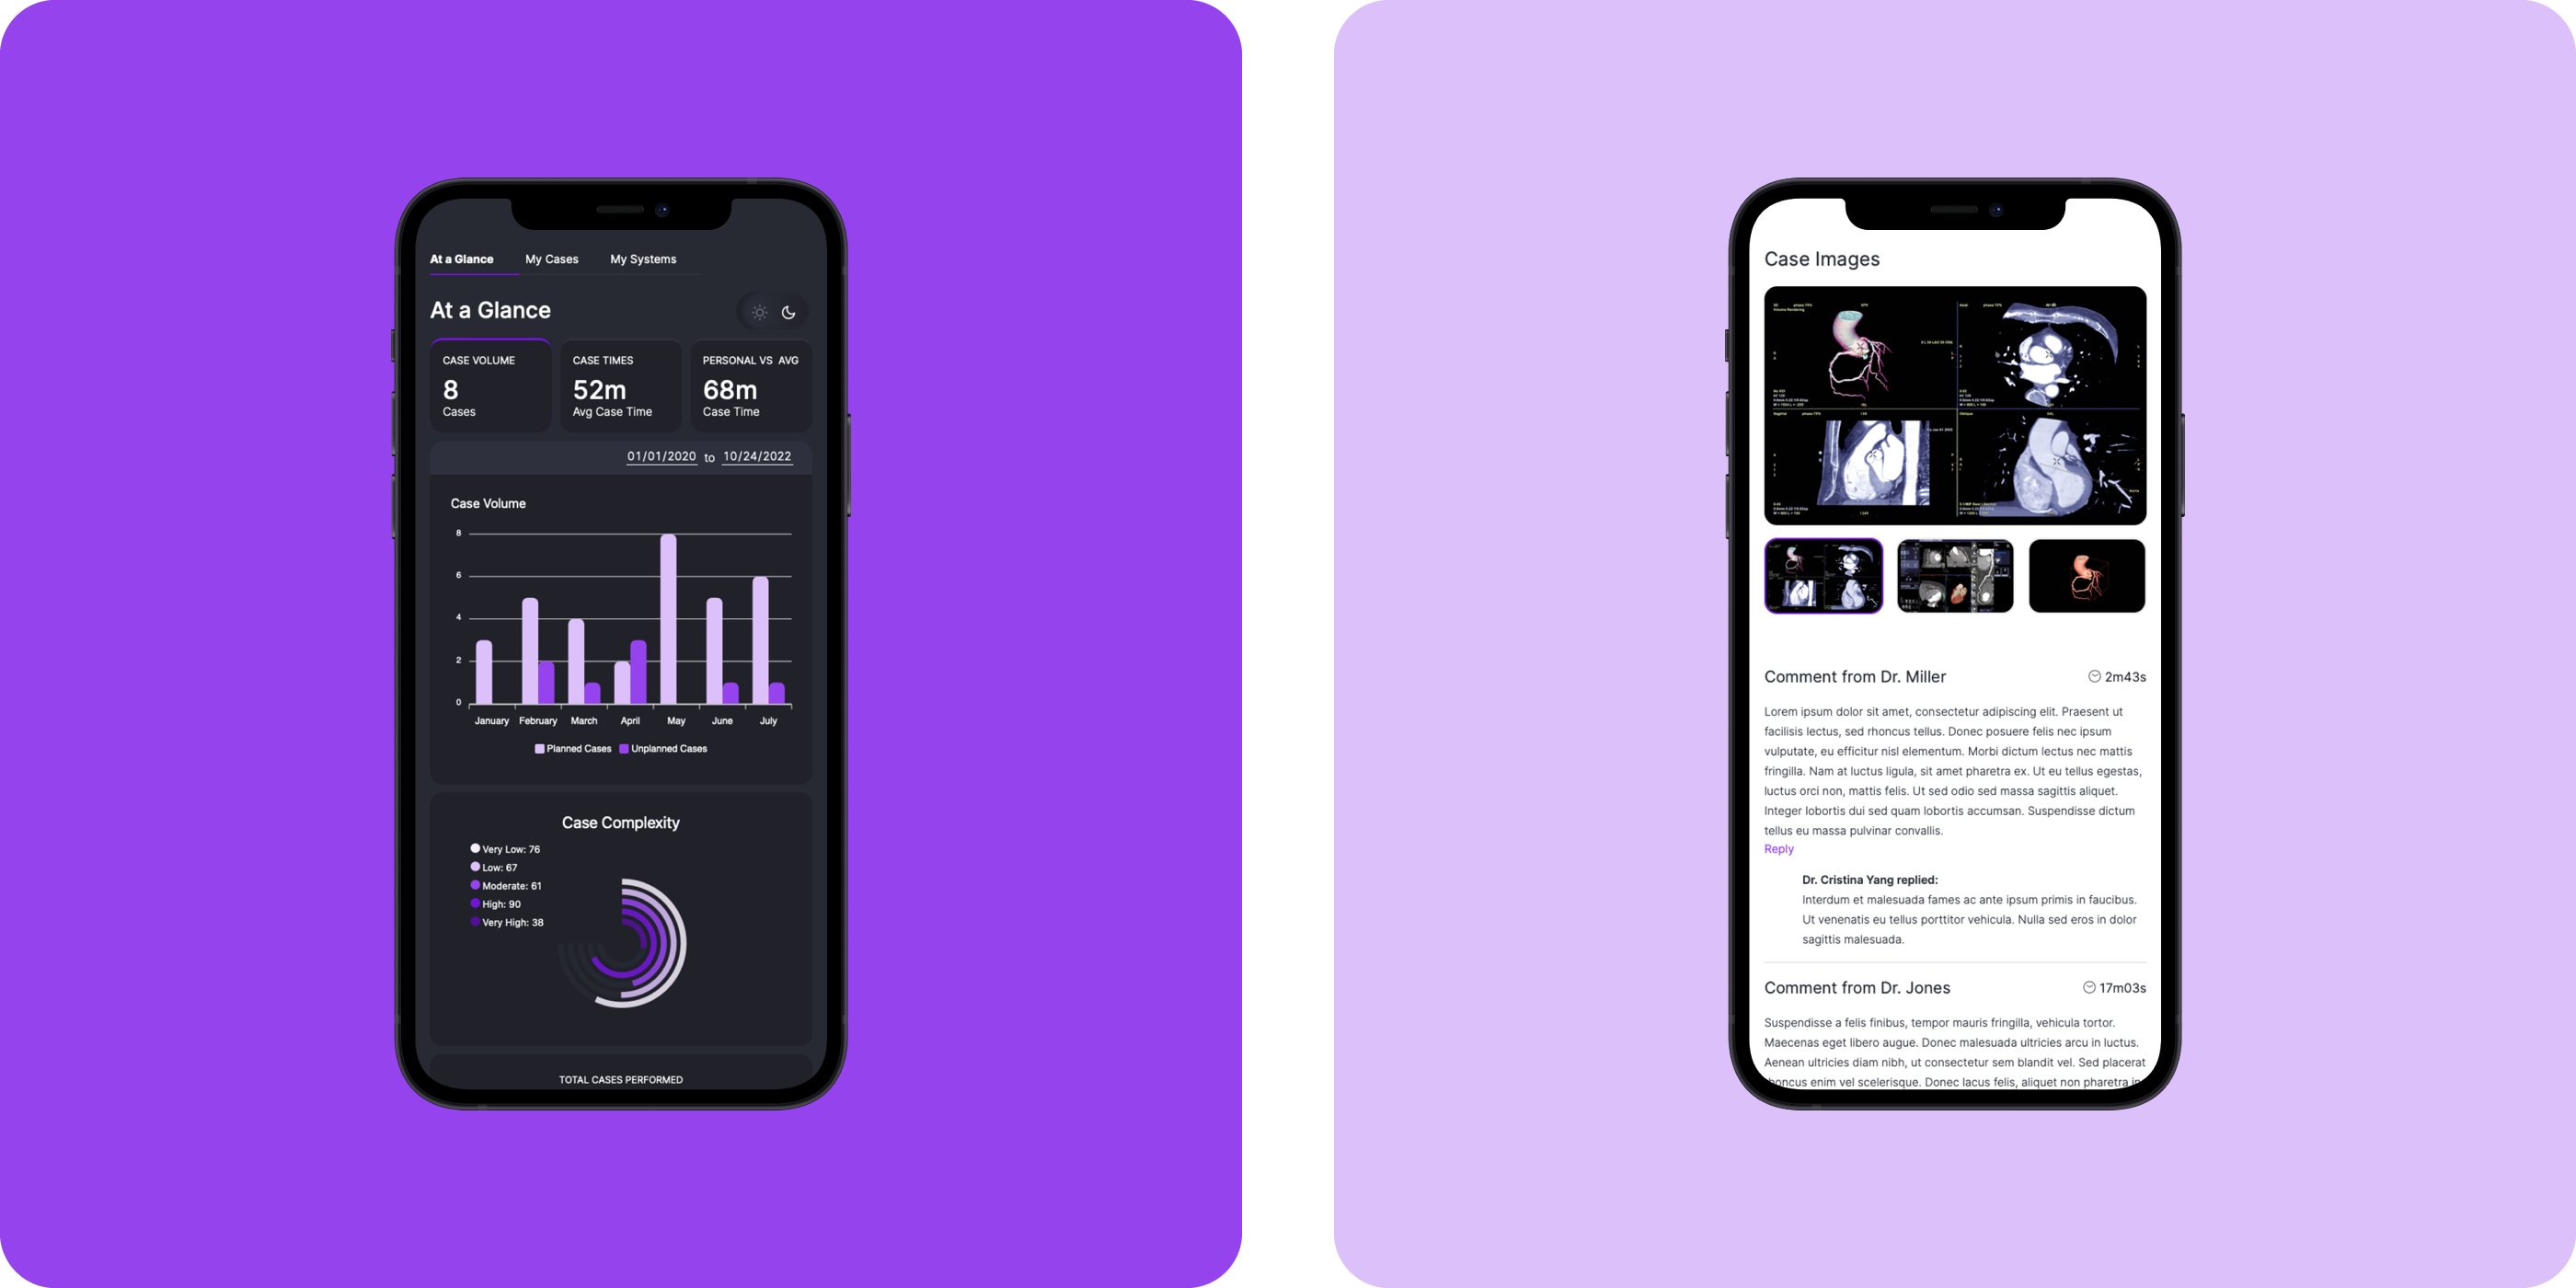 At a Glance My Cases My Systems
At a Glance
CASE VOLUME CASE TIMES PERSONAL VS AVG
8 52m 68m
Cases Avg Case Time Case Time
01/01/2020 to 10/24/2022
Case Volume
8
6
4
2
0
January February March April May June July
Planned Cases Unplanned Cases
Case Complexity
Very Low: 76
Low: 67
Moderate: 61
High: 90
Very High: 38
TOTAL CASES PERFORMED
Case Images
Volume Rendering
Comment from Dr. Miller 2m43s
Lorem ipsum dolor sit amet, consectetur adipiscing elit. Praesent ut
facilisis lectus, sed rhoncus tellus. Donec posuere felis nec ipsum
vulputate, eu efficitur nisl elementum. Morbi dictum lectus nec mattis
fringilla. Nam at luctus ligula, sit amet pharetra ex. Ut eu tellus egestas,
luctus orci non, mattis felis. Ut sed odio sed massa sagittis aliquet.
Integer lobortis dui sed quam lobortis accumsan. Suspendisse dictum
tellus eu massa pulvinar convallis.
Reply
Dr. Cristina Yang replied:
Interdum et malesuada fames ac ante ipsum primis in faucibus.
Ut venenatis eu tellus porttitor vehicula. Nulla sed eros in dolor
sagittis malesuada.
Comment from Dr. Jones 17m03s
Suspendisse a felis finibus, tempor mauris fringilla, vehicula tortor.
Maecenas eget libero augue. Donec malesuada ultricies arcu in luctus.
Aenean ultricies diam nibh, ut consectetur sem blandit vel. Sed placerat
rhoncus enim vel scelerisque. Donec lacus felis, aliquet non pharetra in